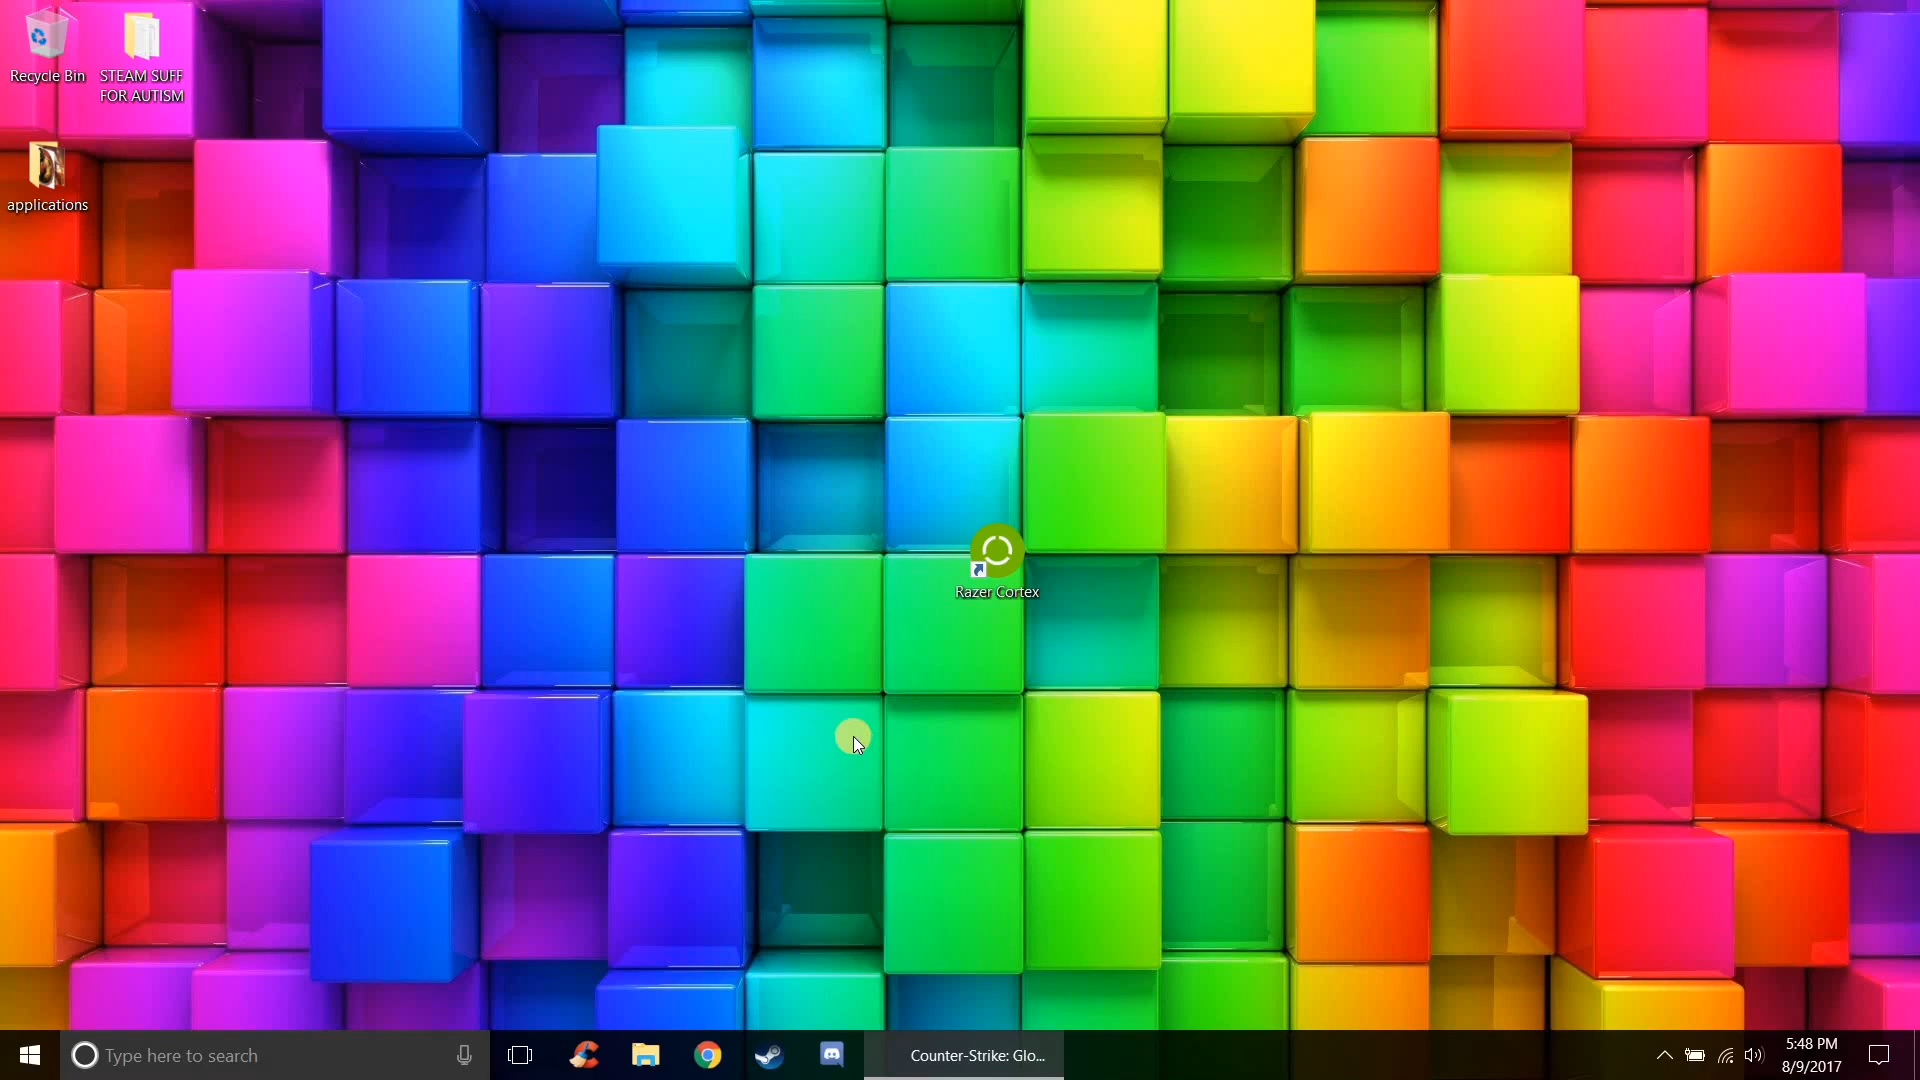 Recycle Bin
STEAM SUFF
FOR AUTISM
applications
Razer Cortex
Type here to search
Counter-Strike: Glo...
5:48 PM
8/9/2017